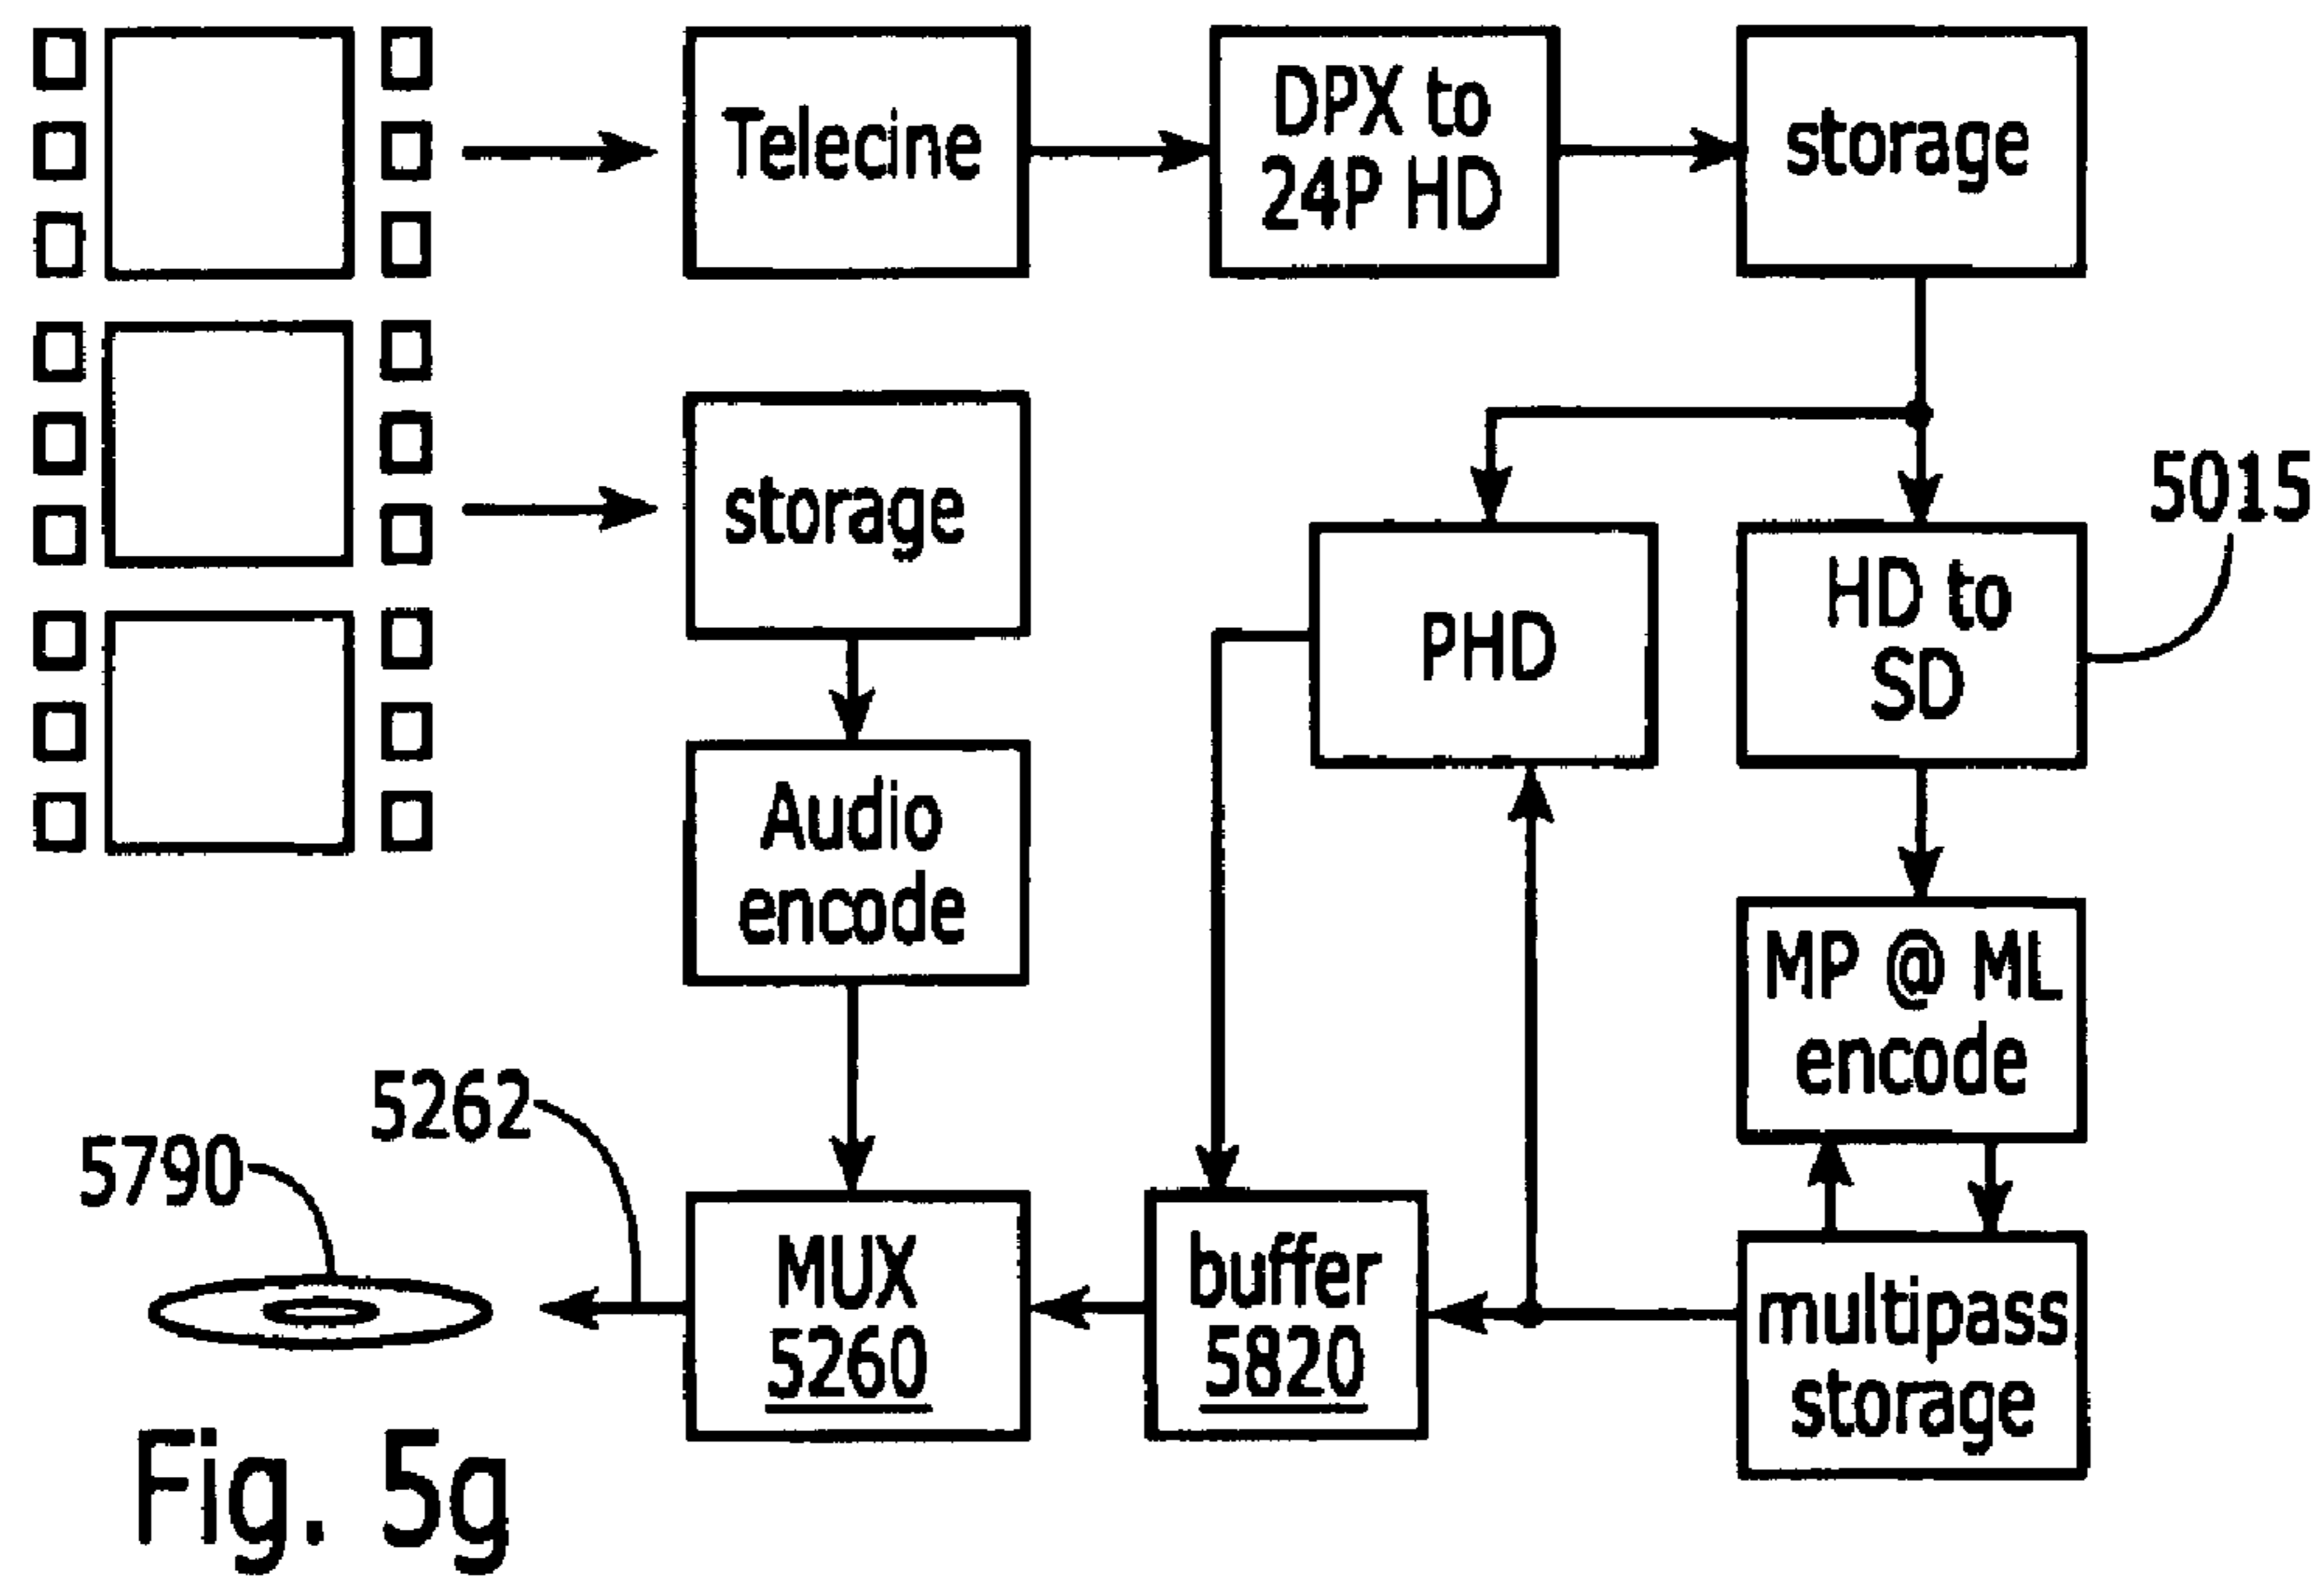 Telecine
DPX to
24P HD
storage
storage
5015
HD to
SD
PHD
Audio
encode
MP @ ML
encode
5262
5790
MUX
5260
buffer
5820
multipass
storage
Fig. 5g